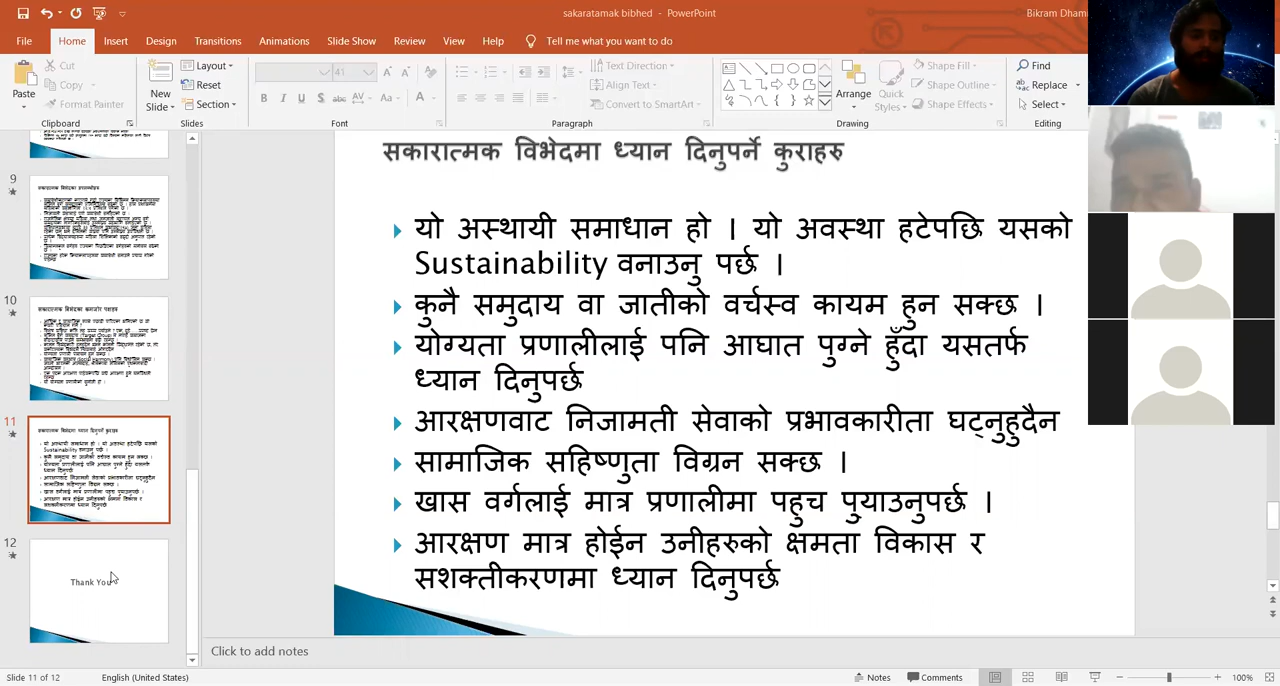 sakaratamak bibhed - PowerPoint
Bikram Dhami
File Home Insert Design Transitions Animations Slide Show Review View Help Tell me what you want to do
Cut
Copy
Format Painter
Paste
Clipboard
New
Slide
Layout
Reset
Section
Slides
41
B I U S abc AV Aa A
Font
Text Direction
Align Text
Convert to SmartArt
Paragraph
Arrange
Quick
Styles
Shape Fill
Shape Outline
Shape Effects
Drawing
Find
Replace
Select
Editing
9
10
11
12
Thank You
सकारात्मक विभेदमा ध्यान दिनुपर्ने कुराहरु
यो अस्थायी समाधान हो । यो अवस्था हटेपछि यसको
Sustainability वनाउनु पर्छ ।
कुनै समुदाय वा जातीको वर्चस्व कायम हुन सक्छ ।
योग्यता प्रणालीलाई पनि आघात पुग्ने हुँदा यसतर्फ
ध्यान दिनुपर्छ
आरक्षणवाट निजामती सेवाको प्रभावकारीता घट्नुहुदैन
सामाजिक सहिष्णुता विग्रन सक्छ ।
खास वर्गलाई मात्र प्रणालीमा पहुच पु्याउनुपर्छ ।
आरक्षण मात्र होईन उनीहरुको क्षमता विकास र
सशक्तीकरणमा ध्यान दिनुपर्छ
Click to add notes
Slide 11 of 12
English (United States)
Notes
Comments
100%